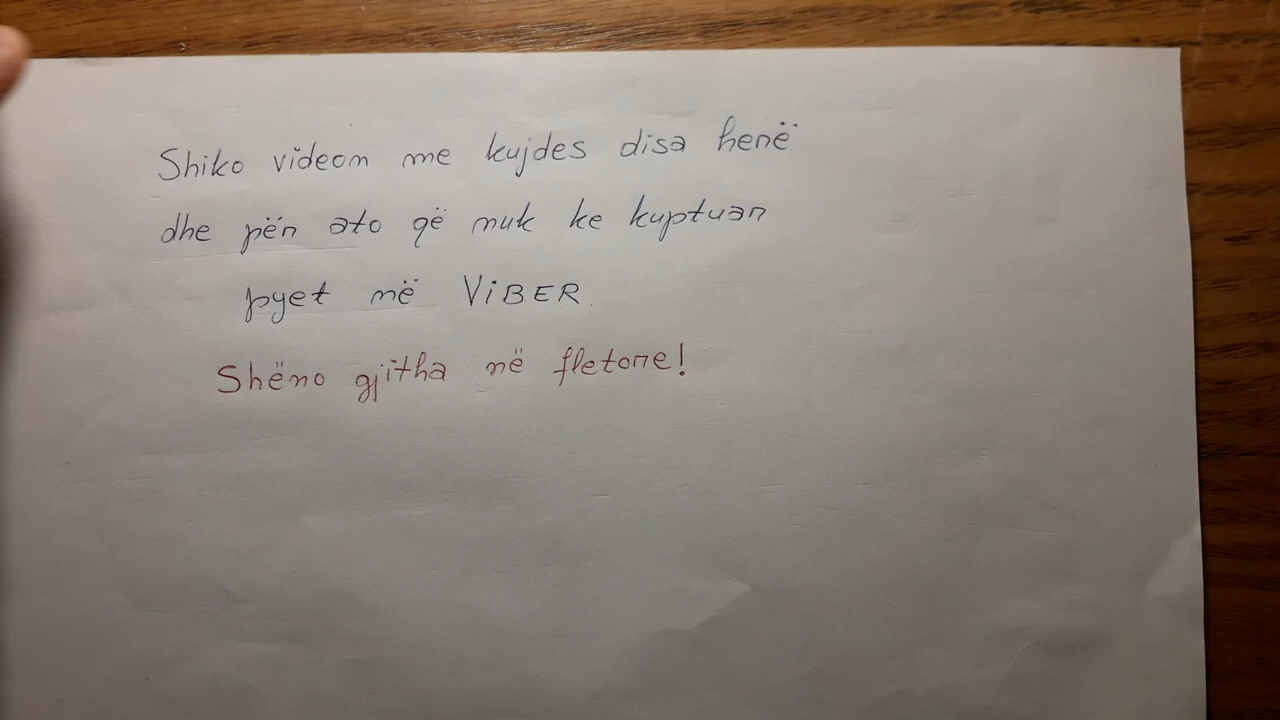 Shiko videon me kujdes disa herë
dhe për ato që nuk ke kuptuar
pyet në ViBER.
Shëno gjitha në fletore!